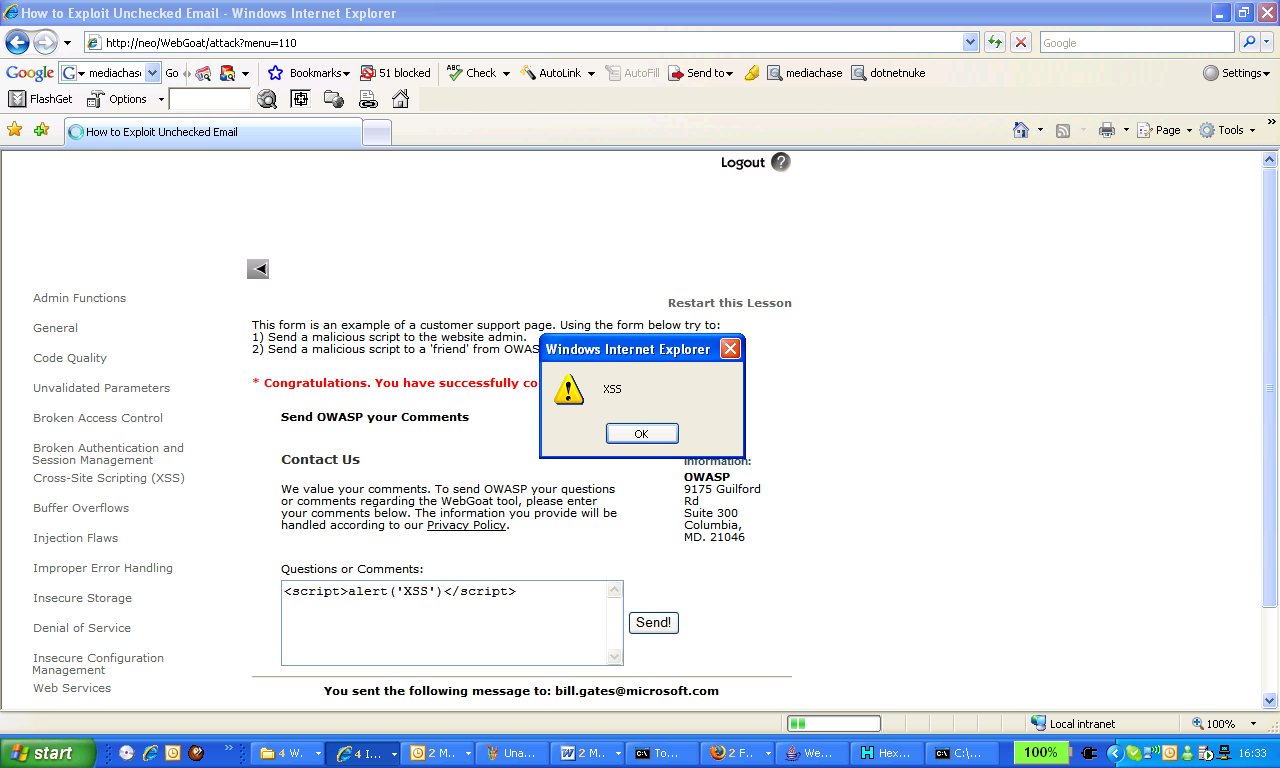 How to Exploit Unchecked Email - Windows Internet Explorer
http://neo/WebGoat/attack?menu=110
Google
Google
G mediachas
Go
Bookmarks
51 blocked
Check
AutoLink
AutoFill
Send to
mediachase
dotnetnuke
Settings
FlashGet
Options
How to Exploit Unchecked Email
Page
Tools
Logout ?
Admin Functions
General
Code Quality
Unvalidated Parameters
Broken Access Control
Broken Authentication and
Session Management
Cross-Site Scripting (XSS)
Buffer Overflows
Injection Flaws
Improper Error Handling
Insecure Storage
Denial of Service
Insecure Configuration
Management
Web Services
Restart this Lesson
This form is an example of a customer support page. Using the form below try to:
1) Send a malicious script to the website admin.
2) Send a malicious script to a 'friend' from OWAS
* Congratulations. You have successfully co
Windows Internet Explorer
XSS
OK
Send OWASP your Comments
Contact Us
We value your comments. To send OWASP your questions
or comments regarding the WebGoat tool, please enter
your comments below. The information you provide will be
handled according to our Privacy Policy.
Information:
OWASP
9175 Guilford
Rd
Suite 300
Columbia,
MD. 21046
Questions or Comments:
<script>alert('XSS')</script>
Send!
You sent the following message to: bill.gates@microsoft.com
Local intranet
100%
start
4 W...
4 I...
2 M...
Una...
2 M...
To...
2 F...
We...
Hex...
C:\...
100%
16:33